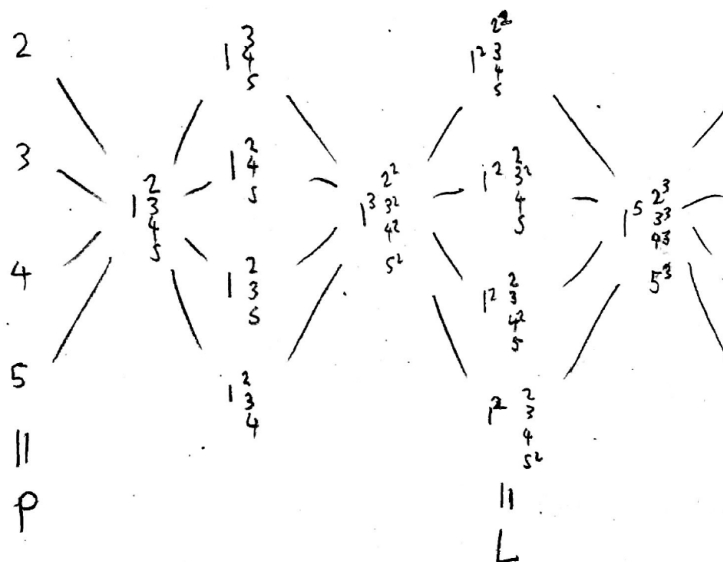 2
3
4
5
||
P
1 2 3 4 5
1 3 4 5
1 2 4 5
1 2 3 5
1 2 3 4
1³ 2² 3² 4² 5²
1² 2² 3 4 5
1² 2 3² 4 5
1² 2 3 4² 5
1² 2 3 4 5²
||
L
1⁵ 2³ 3³ 4³ 5³